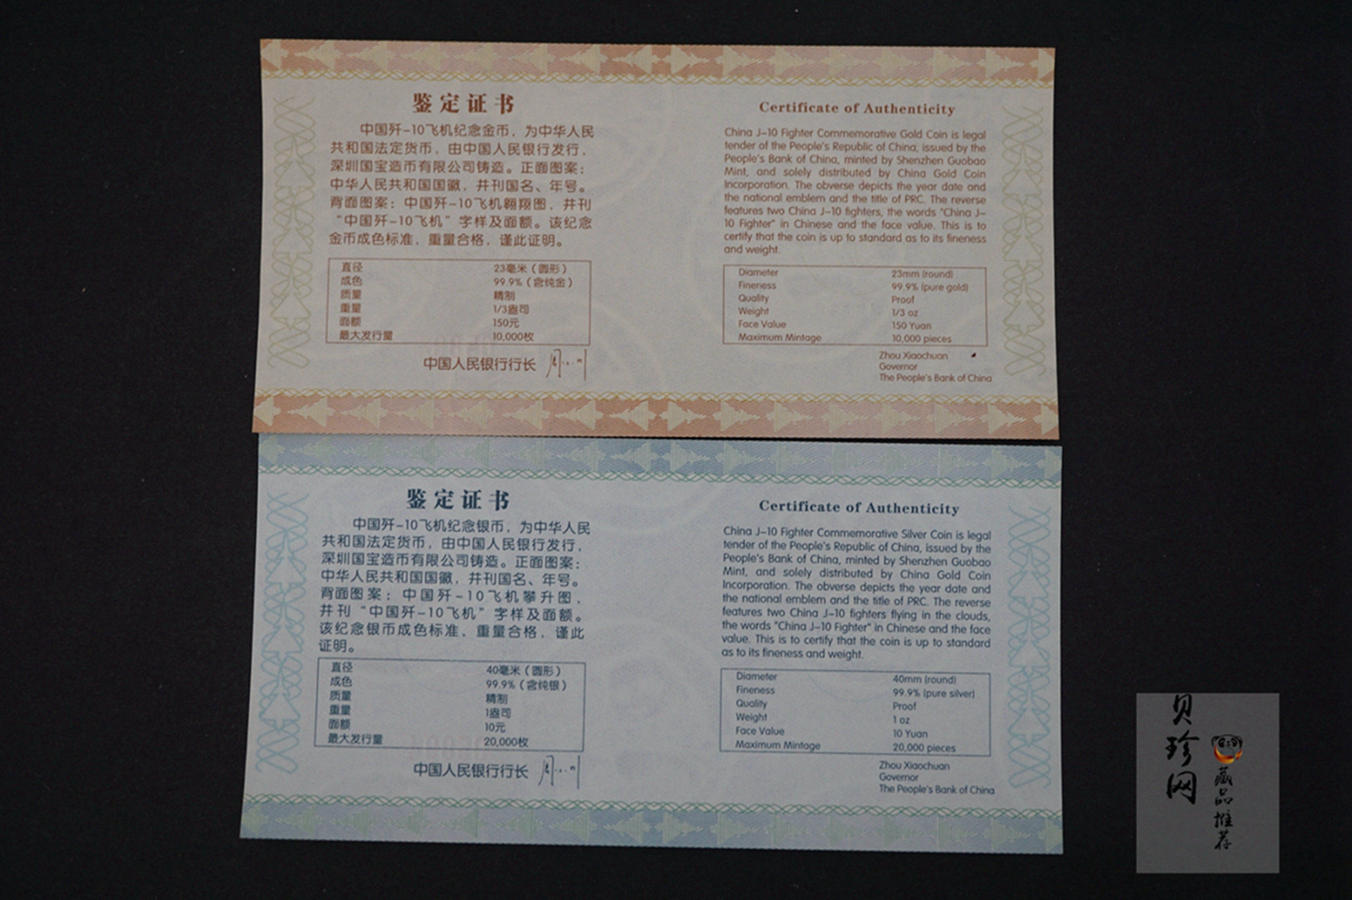 鉴定证书
中国歼-10飞机纪念金币，为中华人民
共和国法定货币，由中国人民银行发行，
深圳国宝造币有限公司铸造。正面图案：
中华人民共和国国徽，并刊国名、年号。
背面图案：中国歼-10飞机翱翔图，并刊
“中国歼-10飞机”字样及面额。该纪念
金币成色标准，重量合格，谨此证明。
直径 23毫米（圆形）
成色 99.9%（含纯金）
质量 精制
重量 1/3盎司
面额 150元
最大发行量 10,000枚
中国人民银行行长
Certificate of Authenticity
China J-10 Fighter Commemorative Gold Coin is legal
tender of the People's Republic of China, issued by the
People's Bank of China, minted by Shenzhen Guobao
Mint, and solely distributed by China Gold Coin
Incorporation. The obverse depicts the year date and
the national emblem and the title of PRC. The reverse
features two China J-10 fighters, the words "China J-
10 Fighter" in Chinese and the face value. This is to
certify that the coin is up to standard as to its fineness
and weight.
Diameter 23mm (round)
Fineness 99.9% (pure gold)
Quality Proof
Weight 1/3 oz
Face Value 150 Yuan
Maximum Mintage 10,000 pieces
Zhou Xiaochuan
Governor
The People's Bank of China
鉴定证书
中国歼-10飞机纪念银币，为中华人民
共和国法定货币，由中国人民银行发行，
深圳国宝造币有限公司铸造。正面图案：
中华人民共和国国徽，并刊国名、年号。
背面图案：中国歼-10飞机攀升图，
并刊“中国歼-10飞机”字样及面额。
该纪念银币成色标准、重量合格，谨此
证明。
直径 40毫米（圆形）
成色 99.9%（含纯银）
质量 精制
重量 1盎司
面额 10元
最大发行量 20,000枚
中国人民银行行长
Certificate of Authenticity
China J-10 Fighter Commemorative Silver Coin is legal
tender of the People's Republic of China, issued by the
People's Bank of China, minted by Shenzhen Guobao
Mint, and solely distributed by China Gold Coin
Incorporation. The obverse depicts the year date and
the national emblem and the title of PRC. The reverse
features two China J-10 fighters flying in the clouds,
the words "China J-10 Fighter" in Chinese and the face
value. This is to certify that the coin is up to standard
as to its fineness and weight.
Diameter 40mm (round)
Fineness 99.9% (pure silver)
Quality Proof
Weight 1 oz
Face Value 10 Yuan
Maximum Mintage 20,000 pieces
Zhou Xiaochuan
Governor
The People's Bank of China
贝珍网
藏品推荐